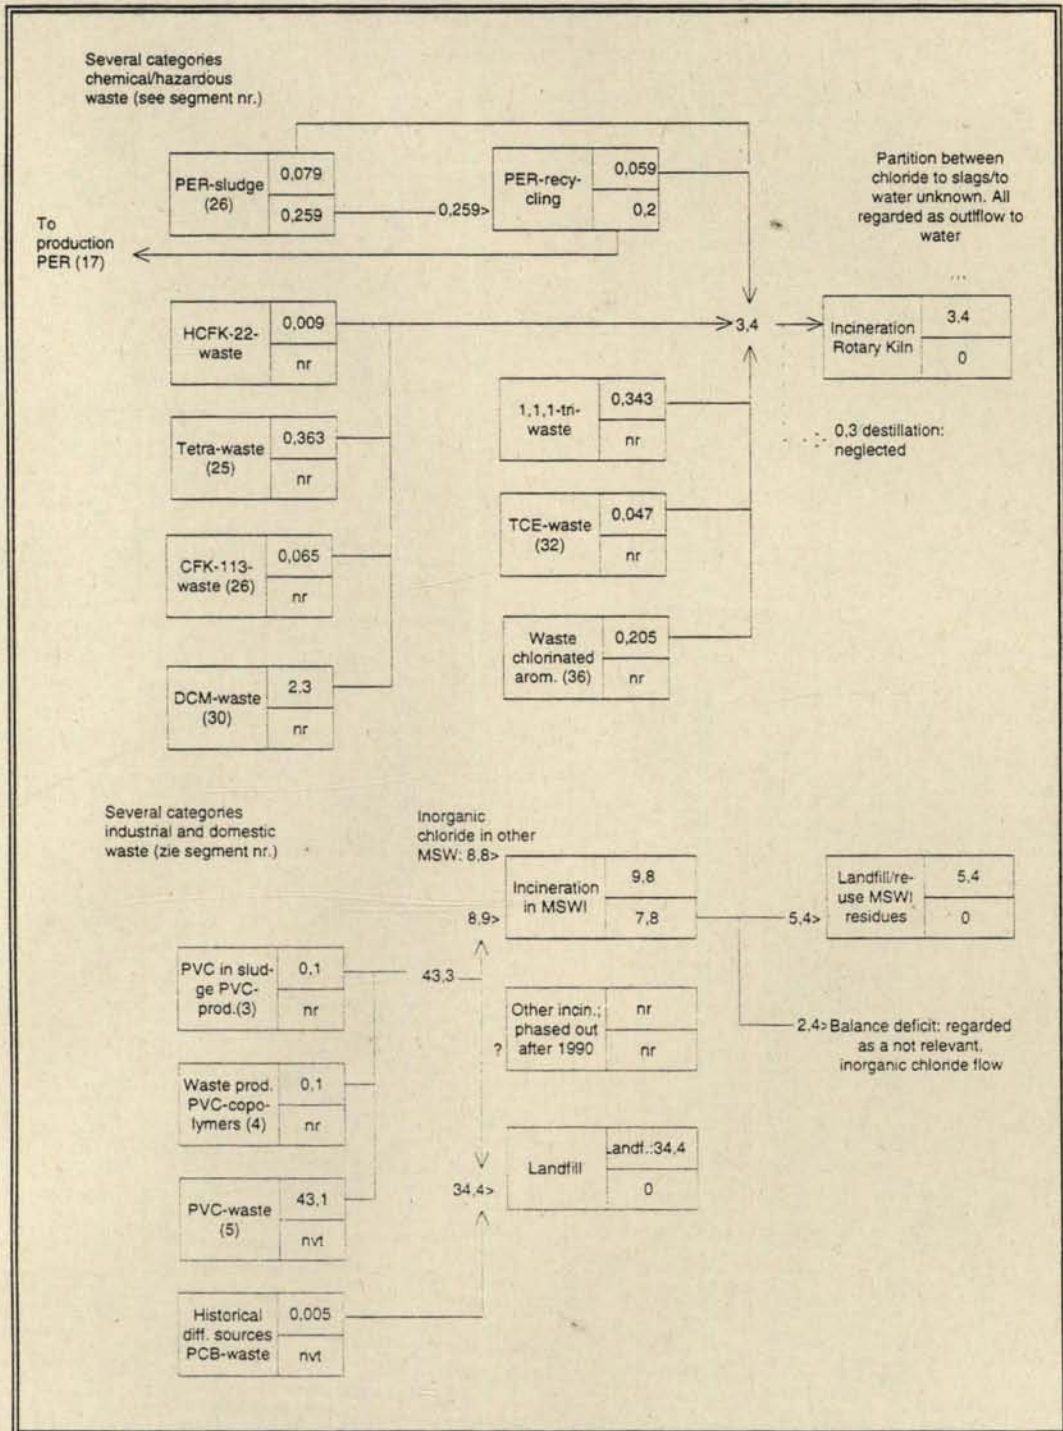 Several categories
chemical/hazardous
waste (see segment nr.)
PER-sludge
(26)
0,079
0,259
0,259>
PER-recy-
cling
0,059
0,2
Partition between
chloride to slags/to
water unknown. All
regarded as outlflow to
water
...
To
production
PER (17)
HCFK-22-
waste
0,009
nr
3,4
Incineration
Rotary Kiln
3,4
0
1,1,1-tri-
waste
0,343
nr
0,3 destillation:
neglected
Tetra-waste
(25)
0,363
nr
TCE-waste
(32)
0,047
nr
CFK-113-
waste (26)
0,065
nr
Waste
chlorinated
arom. (36)
0,205
nr
DCM-waste
(30)
2.3
nr
Several categories
industrial and domestic
waste (zie segment nr.)
Inorganic
chloride in other
MSW: 8,8>
8,9>
Incineration
in MSWI
9,8
7,8
5,4>
Landfill/re-
use MSWI
residues
5,4
0
PVC in slud-
ge PVC-
prod.(3)
0,1
nr
43,3
Other incin.;
phased out
after 1990
nr
nr
?
2,4> Balance deficit: regarded
as a not relevant,
inorganic chloride flow
Waste prod.
PVC-copo-
lymers (4)
0,1
nr
34,4>
Landfill
Landf.:34,4
0
PVC-waste
(5)
43,1
nvt
Historical
diff. sources
PCB-waste
0,005
nvt